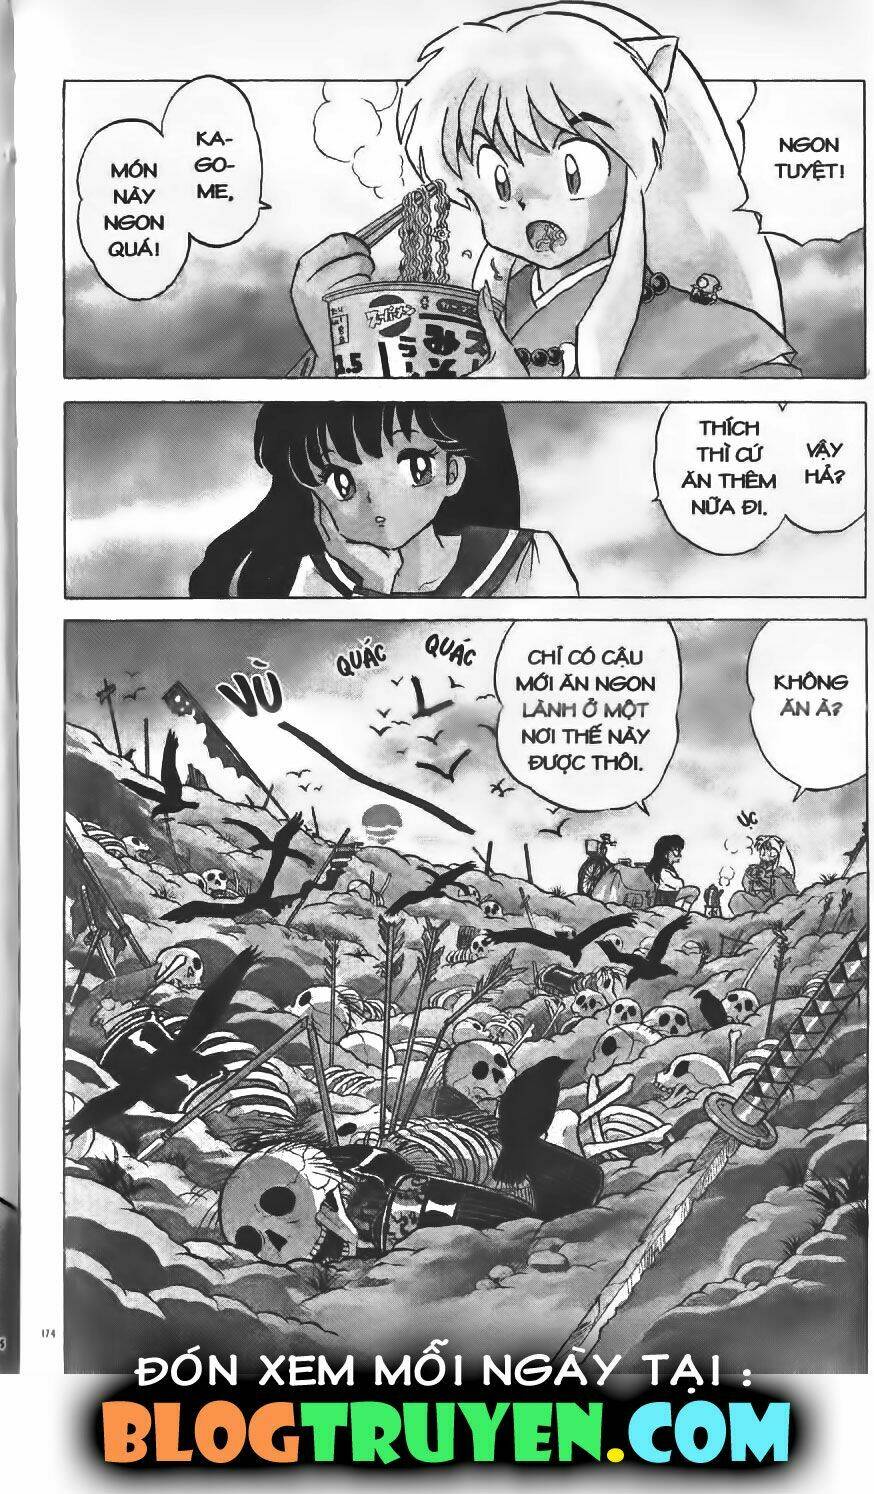 NGON
TUYỆT!
KA-
GO-
ME,
MÓN
NÀY
NGON
QUÁ!
1.5
VẬY
HẢ?
THÍCH
THÌ CỨ
ĂN THÊM
NỮA ĐI.
KHÔNG
ĂN À?
CHỈ CÓ CẬU
MỚI ĂN NGON
LÀNH Ở MỘT
NƠI THẾ NÀY
ĐƯỢC THÔI.
QUÁC
QUÁC
VÙ
ỰC
174
ĐÓN XEM MỖI NGÀY TẠI :
BLOGTRUYEN.COM